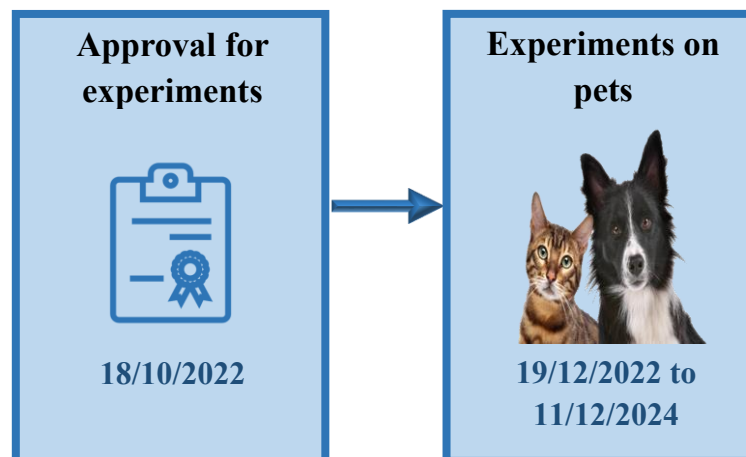 Approval for
experiments
18/10/2022
Experiments on
pets
19/12/2022 to
11/12/2024